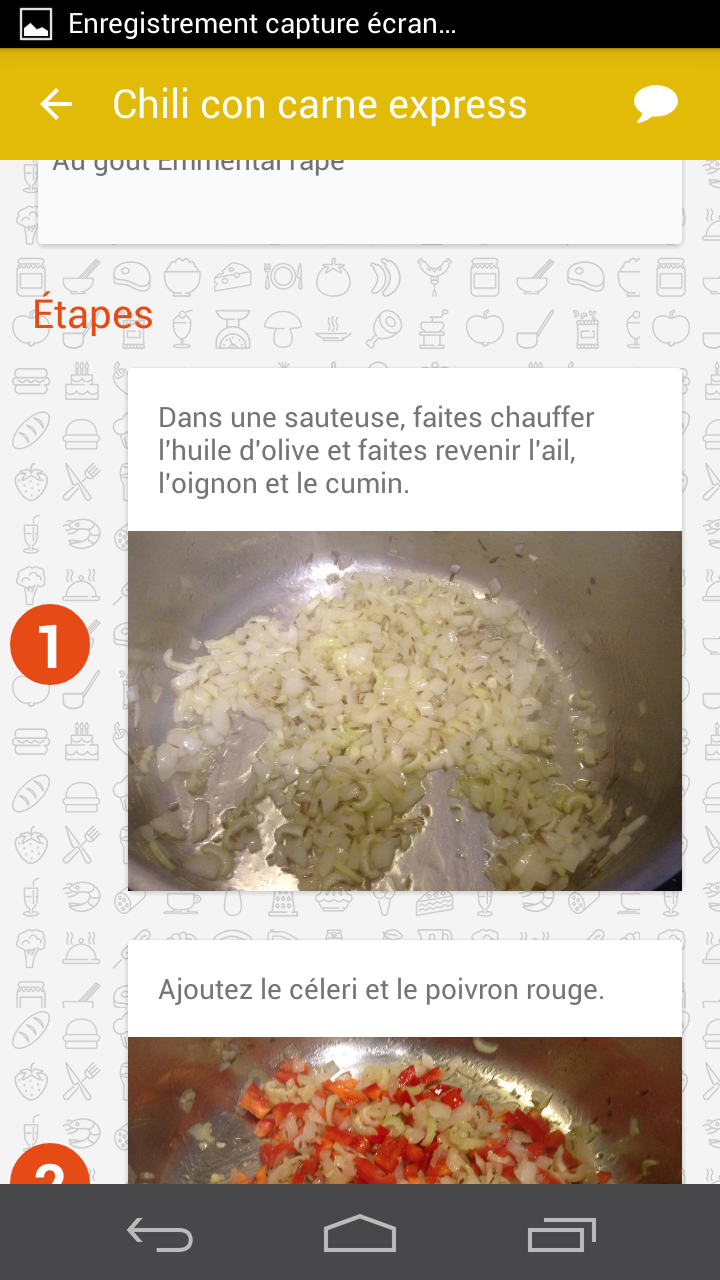 Enregistrement capture écran...
Chili con carne express
Au goût Emmental râpé
Étapes
Dans une sauteuse, faites chauffer
l'huile d'olive et faites revenir l'ail,
l'oignon et le cumin.
1
Ajoutez le céleri et le poivron rouge.
2